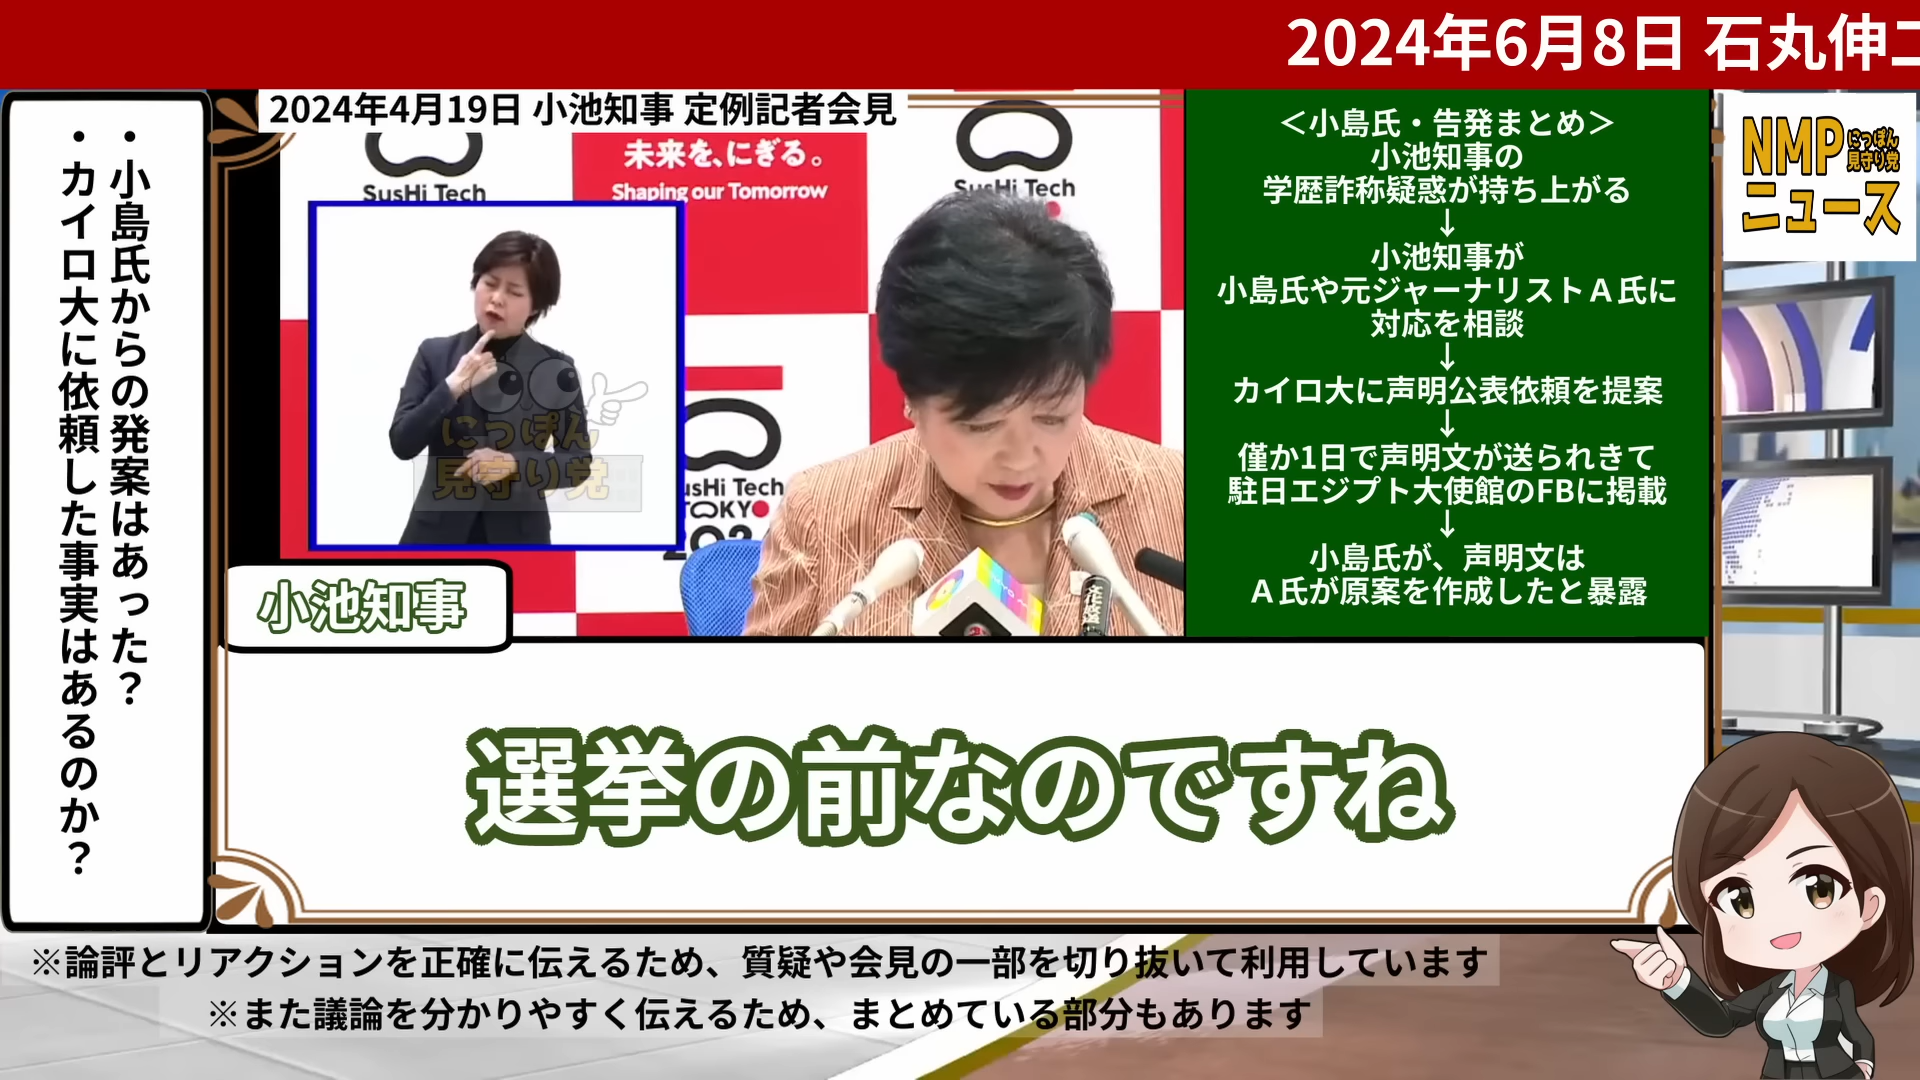 2024年6月8日 石丸伸二
2024年4月19日 小池知事 定例記者会見
・小島氏からの発案はあった？
・カイロ大に依頼した事実はあるのか？
SusHi Tech
未来を、にぎる。
Shaping our Tomorrow
SusHi Tech
usHi Tech
TOKYO
202
にっぽん
見守り党
文化放送
小池知事
＜小島氏・告発まとめ＞
小池知事の
学歴詐称疑惑が持ち上がる
↓
小池知事が
小島氏や元ジャーナリストＡ氏に
対応を相談
↓
カイロ大に声明公表依頼を提案
↓
僅か1日で声明文が送られきて
駐日エジプト大使館のFBに掲載
↓
小島氏が、声明文は
Ａ氏が原案を作成したと暴露
NMP にっぽん
見守り党
ニュース
選挙の前なのですね
※論評とリアクションを正確に伝えるため、質疑や会見の一部を切り抜いて利用しています
※また議論を分かりやすく伝えるため、まとめている部分もあります